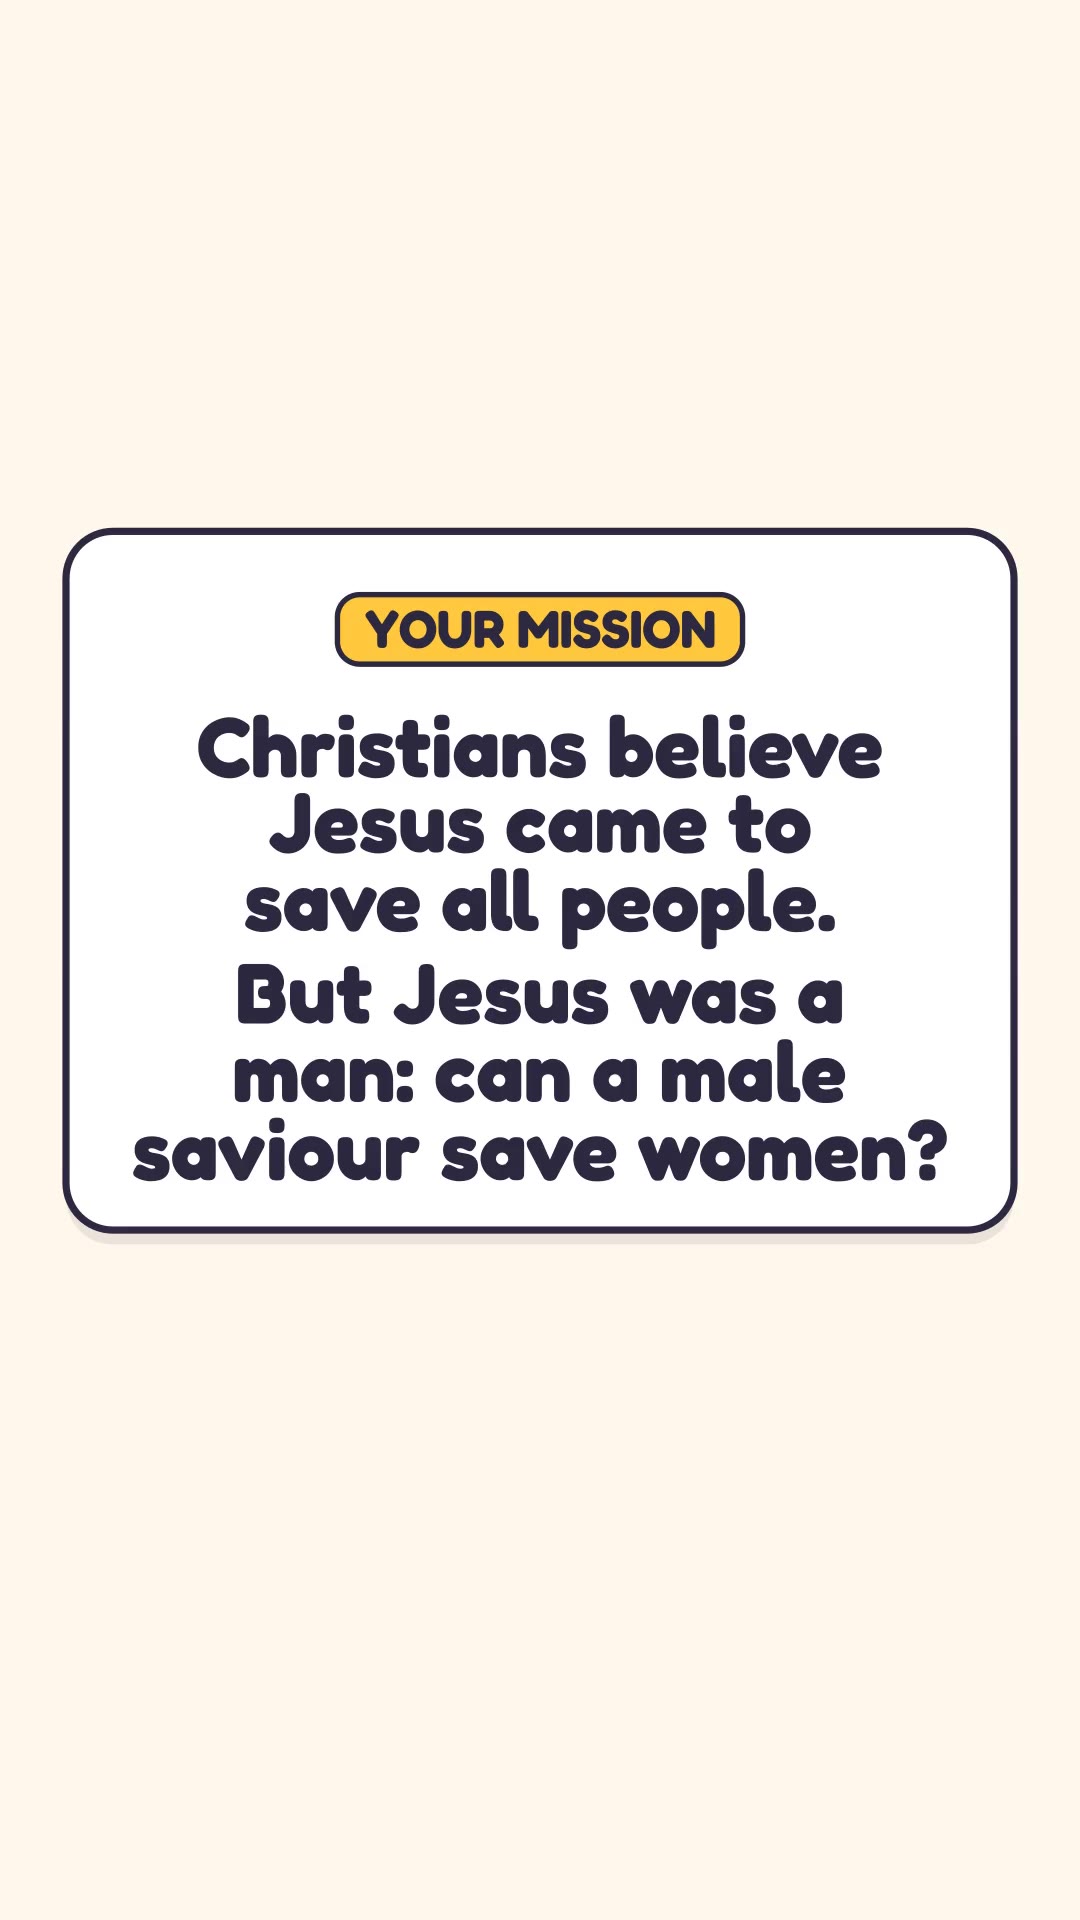 YOUR MISSION
Christians believe
Jesus came to
save all people.
But Jesus was a
man: can a male
saviour save women?